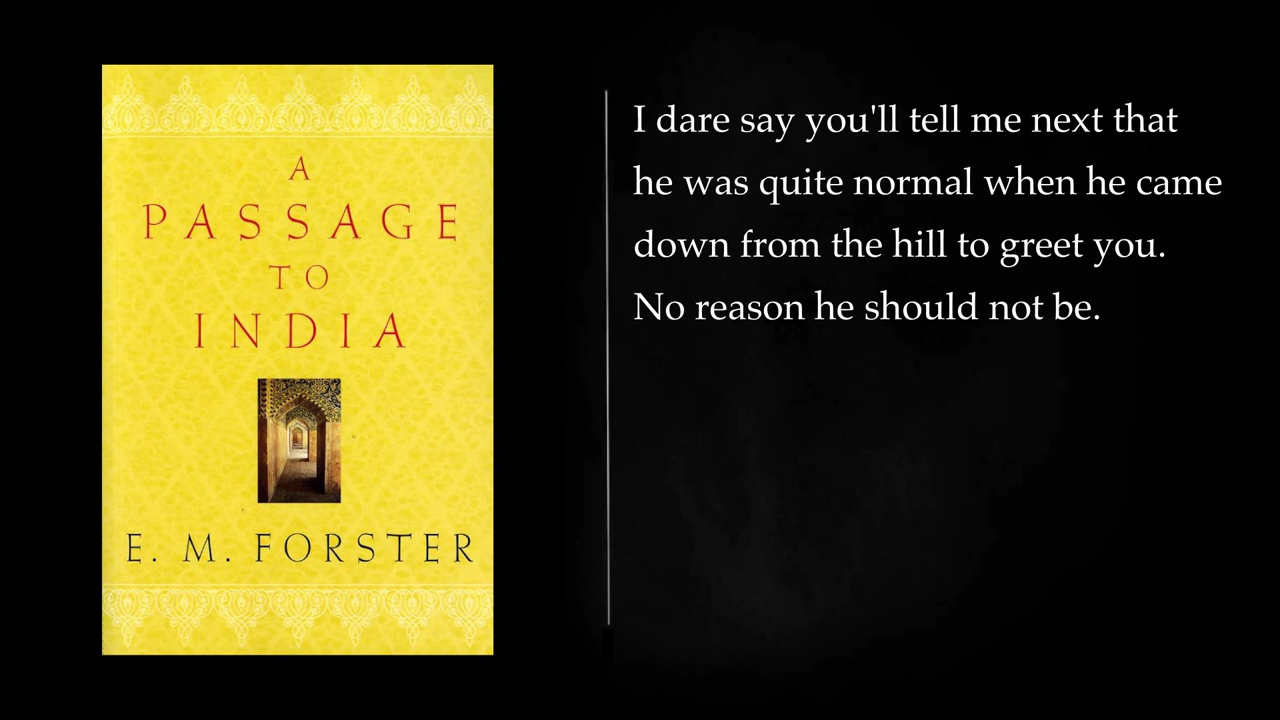 A
PASSAGE
TO
INDIA
E. M. FORSTER
I dare say you'll tell me next that
he was quite normal when he came
down from the hill to greet you.
No reason he should not be.